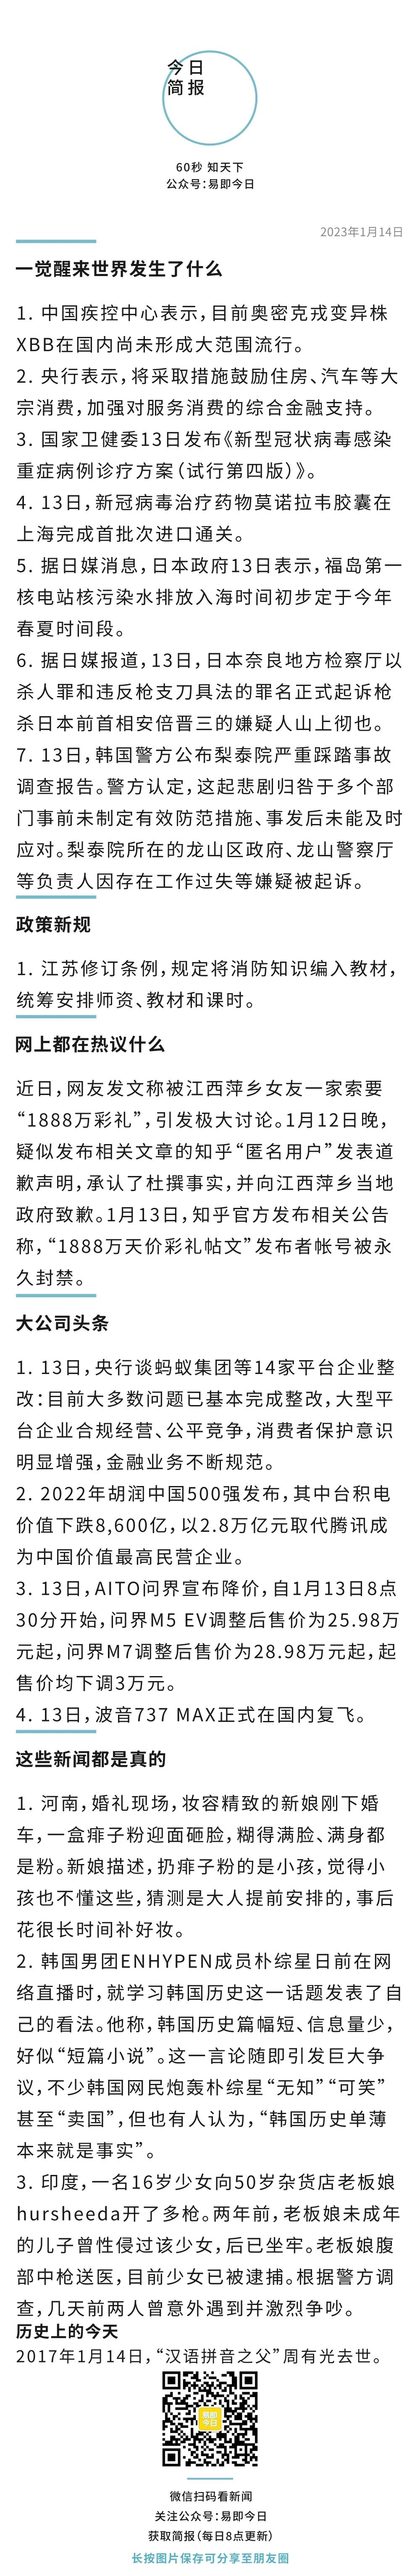 今日
简报
60秒 知天下
公众号:易即今日
2023年1月14日
一觉醒来世界发生了什么
1. 中国疾控中心表示,目前奥密克戎变异株
XBB在国内尚未形成大范围流行。
2. 央行表示,将采取措施鼓励住房、汽车等大
宗消费,加强对服务消费的综合金融支持。
3. 国家卫健委13日发布《新型冠状病毒感染
重症病例诊疗方案(试行第四版)》。
4. 13日,新冠病毒治疗药物莫诺拉韦胶囊在
上海完成首批次进口通关。
5. 据日媒消息,日本政府13日表示,福岛第一
核电站核污染水排放入海时间初步定于今年
春夏时间段。
6. 据日媒报道,13日,日本奈良地方检察厅以
杀人罪和违反枪支刀具法的罪名正式起诉枪
杀日本前首相安倍晋三的嫌疑人山上彻也。
7. 13日,韩国警方公布梨泰院严重踩踏事故
调查报告。警方认定,这起悲剧归咎于多个部
门事前未制定有效防范措施、事发后未能及时
应对。梨泰院所在的龙山区政府、龙山警察厅
等负责人因存在工作过失等嫌疑被起诉。
政策新规
1. 江苏修订条例,规定将消防知识编入教材,
统筹安排师资、教材和课时。
网上都在热议什么
近日,网友发文称被江西萍乡女友一家索要
“1888万彩礼”,引发极大讨论。1月12日晚,
疑似发布相关文章的知乎“匿名用户”发表道
歉声明,承认了杜撰事实,并向江西萍乡当地
政府致歉。1月13日,知乎官方发布相关公告
称,“1888万天价彩礼帖文”发布者帐号被永
久封禁。
大公司头条
1. 13日,央行谈蚂蚁集团等14家平台企业整
改:目前大多数问题已基本完成整改,大型平
台企业合规经营、公平竞争,消费者保护意识
明显增强,金融业务不断规范。
2. 2022年胡润中国500强发布,其中台积电
价值下跌8,600亿,以2.8万亿元取代腾讯成
为中国价值最高民营企业。
3. 13日,AITO问界宣布降价,自1月13日8点
30分开始,问界M5 EV调整后售价为25.98万
元起,问界M7调整后售价为28.98万元起,起
售价均下调3万元。
4. 13日,波音737 MAX正式在国内复飞。
这些新闻都是真的
1. 河南,婚礼现场,妆容精致的新娘刚下婚
车,一盒痱子粉迎面砸脸,糊得满脸、满身都
是粉。新娘描述,扔痱子粉的是小孩,觉得小
孩也不懂这些,猜测是大人提前安排的,事后
花很长时间补好妆。
2. 韩国男团ENHYPEN成员朴综星日前在网
络直播时,就学习韩国历史这一话题发表了自
己的看法。他称,韩国历史篇幅短、信息量少,
好似“短篇小说”。这一言论随即引发巨大争
议,不少韩国网民炮轰朴综星“无知”“可笑”
甚至“卖国”,但也有人认为,“韩国历史单薄
本来就是事实”。
3. 印度,一名16岁少女向50岁杂货店老板娘
hursheeda开了多枪。两年前,老板娘未成年
的儿子曾性侵过该少女,后已坐牢。老板娘腹
部中枪送医,目前少女已被逮捕。根据警方调
查,几天前两人曾意外遇到并激烈争吵。
历史上的今天
2017年1月14日,“汉语拼音之父”周有光去世。
易即
今日
微信扫码看新闻
关注公众号:易即今日
获取简报(每日8点更新)
长按图片保存可分享至朋友圈